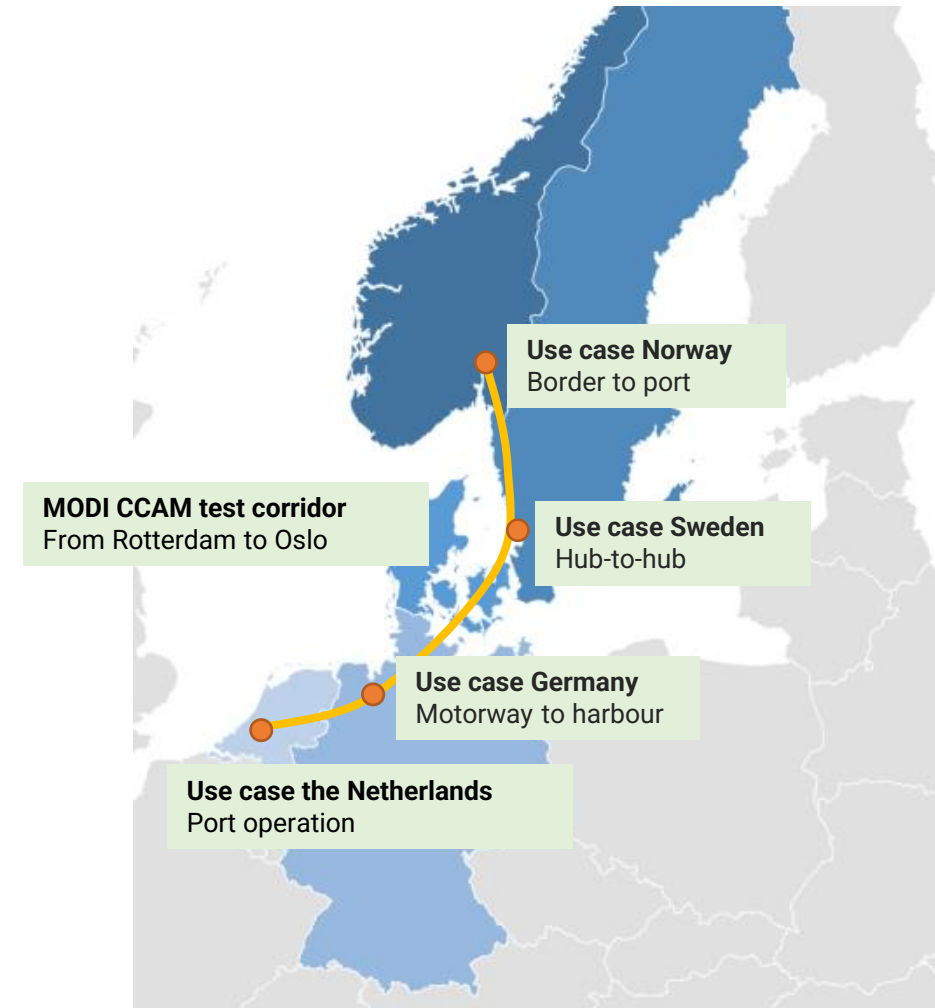 Use case Norway
Border to port
MODI CCAM test corridor
From Rotterdam to Oslo
Use case Sweden
Hub-to-hub
Use case Germany
Motorway to harbour
Use case the Netherlands
Port operation